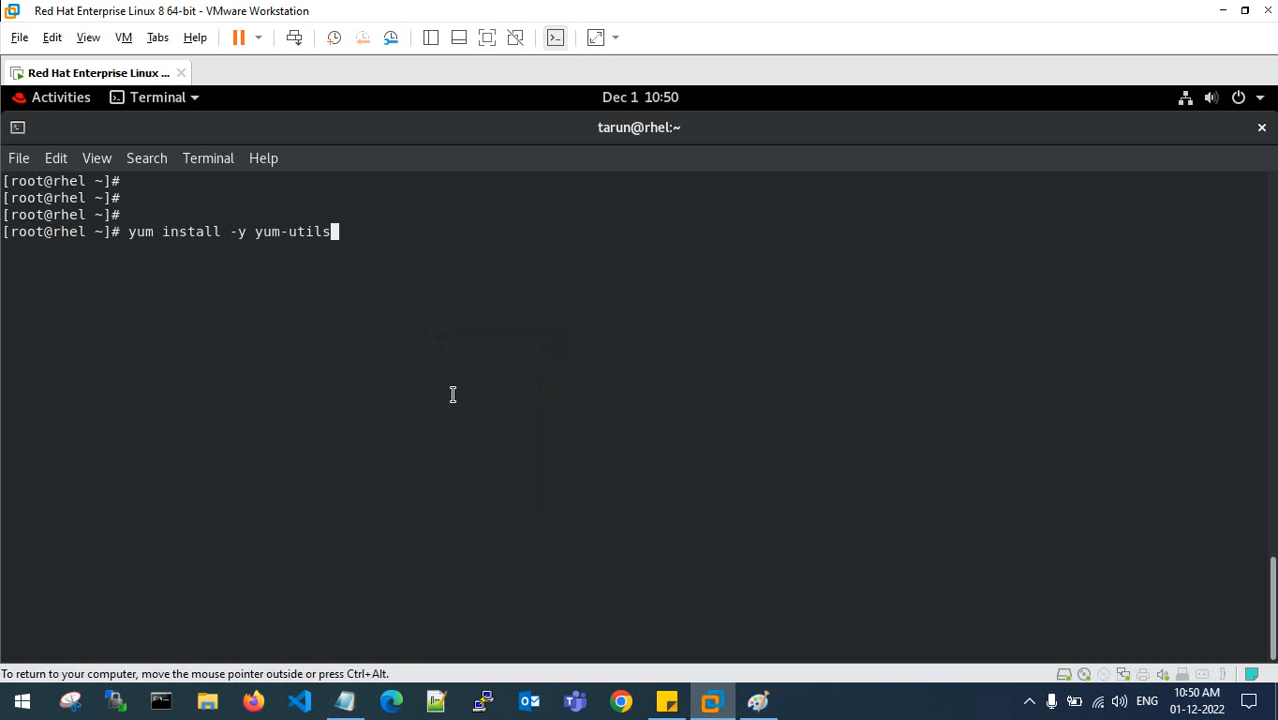 Red Hat Enterprise Linux 8 64-bit - VMware Workstation
File Edit View VM Tabs Help
Red Hat Enterprise Linux ...
Activities Terminal Dec 1 10:50
tarun@rhel:~
File Edit View Search Terminal Help
[root@rhel ~]#
[root@rhel ~]#
[root@rhel ~]#
[root@rhel ~]# yum install -y yum-utils
To return to your computer, move the mouse pointer outside or press Ctrl+Alt.
ENG
10:50 AM
01-12-2022